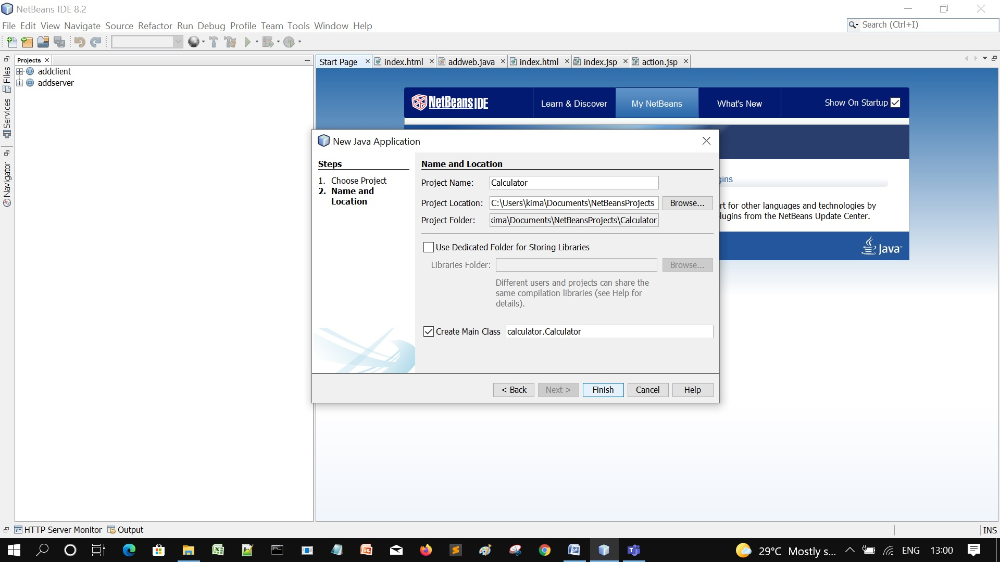 NetBeans IDE 8.2
File Edit View Navigate Source Refactor Run Debug Profile Team Tools Window Help
Search (Ctrl+I)
Projects
Start Page
index.html
addweb.java
index.html
index.jsp
action.jsp
Files
Services
Navigator
addclient
addserver
NetBeans IDE
Learn & Discover
My NetBeans
What's New
Show On Startup
New Java Application
Steps
1. Choose Project
2. Name and
Location
Name and Location
Project Name: Calculator
Project Location: C:\Users\kima\Documents\NetBeansProjects Browse...
Project Folder: kima\Documents\NetBeansProjects\Calculator
Use Dedicated Folder for Storing Libraries
Libraries Folder: Browse...
Different users and projects can share the
same compilation libraries (see Help for
details).
Create Main Class calculator.Calculator
< Back Next > Finish Cancel Help
gins
rt for other languages and technologies by
lugins from the NetBeans Update Center.
Java™
HTTP Server Monitor Output
INS
29°C Mostly s... ENG 13:00